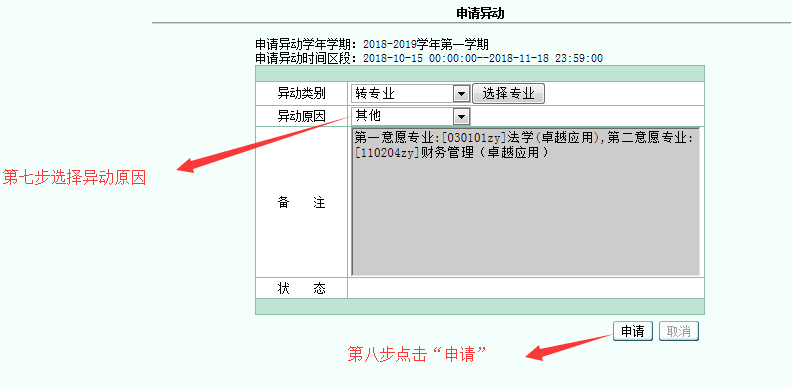 申请异动
申请异动学年学期：2018-2019学年第一学期
申请异动时间区段：2018-10-15 00:00:00--2018-11-18 23:59:00
异动类别 转专业 选择专业
异动原因 其他
第一意愿专业:[030101zy]法学(卓越应用),第二意愿专业:
[110204zy]财务管理（卓越应用）
第七步选择异动原因
备 注
状 态
申请 取消
第八步点击“申请”